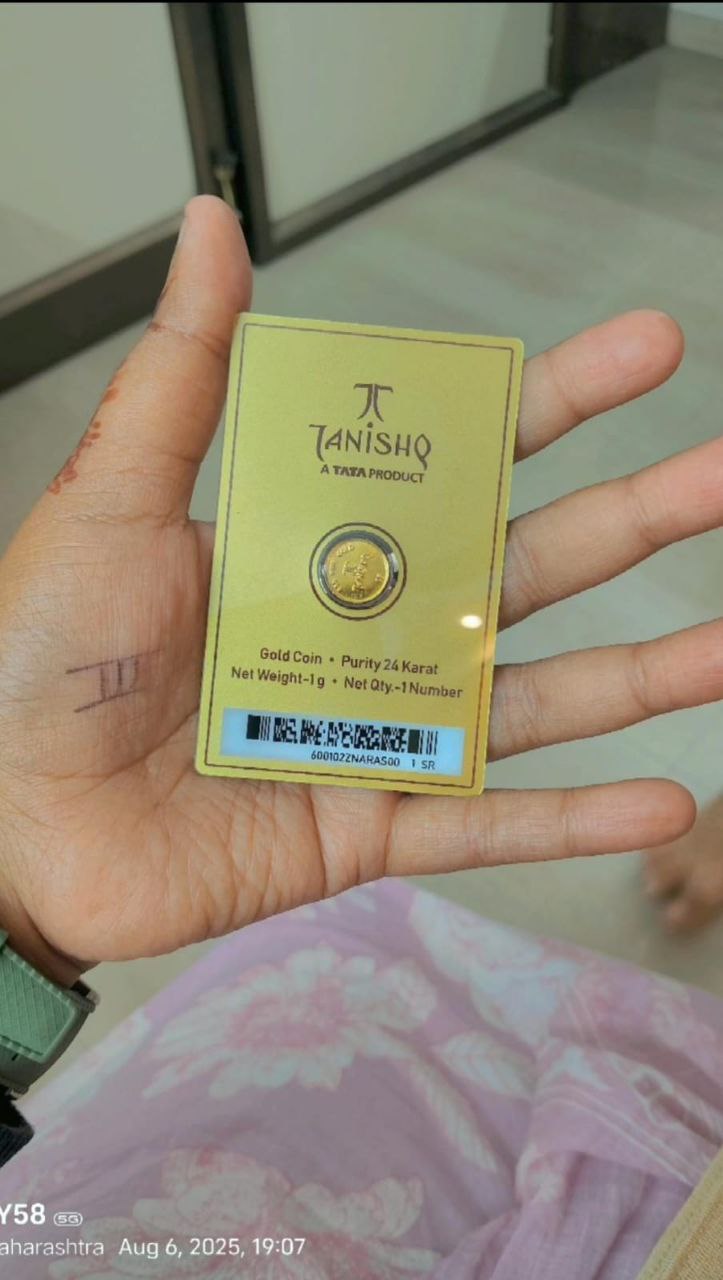 TANiSHQ
A TATA PRODUCT
Gold Coin • Purity 24 Karat
Net Weight-1 g • Net Qty.-1 Number
600102ZNARAS00 1 SR
Y58 5G
aharashtra Aug 6, 2025, 19:07